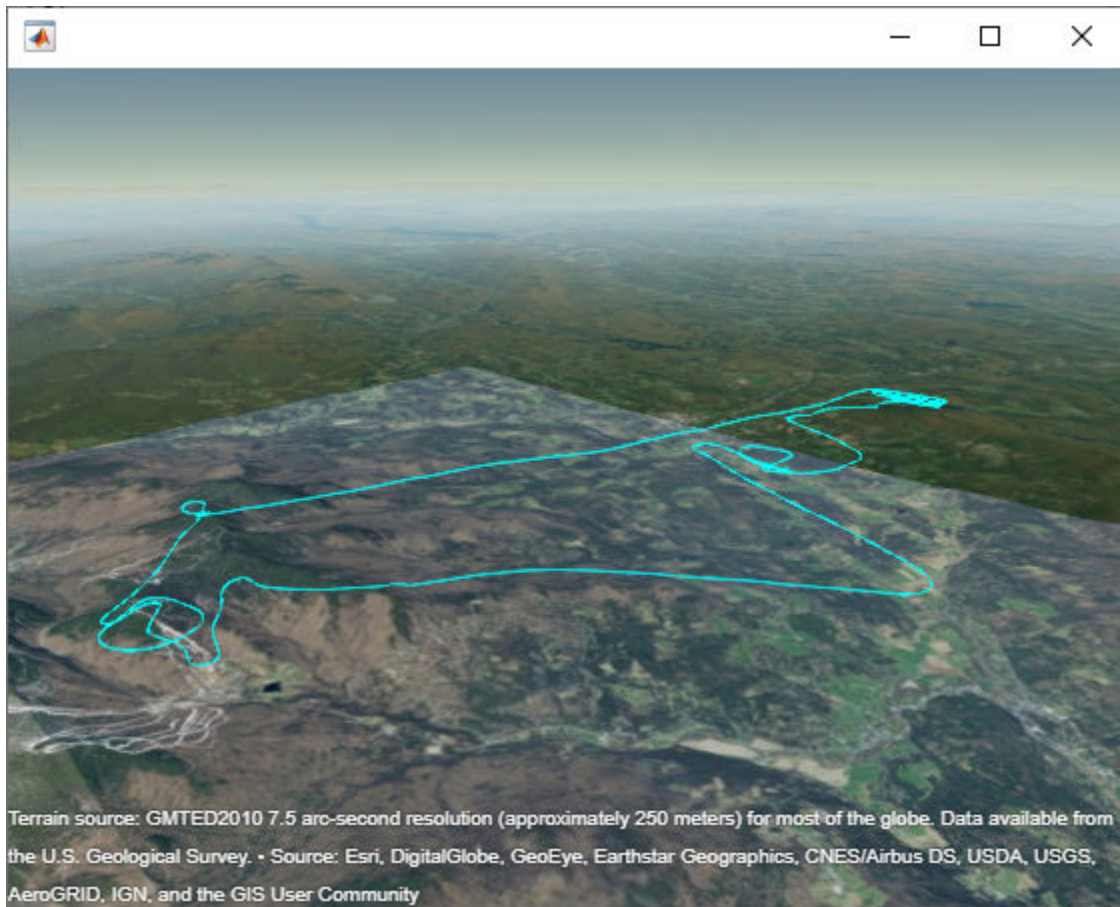 Terrain source: GMTED2010 7.5 arc-second resolution (approximately 250 meters) for most of the globe. Data available from
the U.S. Geological Survey. • Source: Esri, DigitalGlobe, GeoEye, Earthstar Geographics, CNES/Airbus DS, USDA, USGS,
AeroGRID, IGN, and the GIS User Community